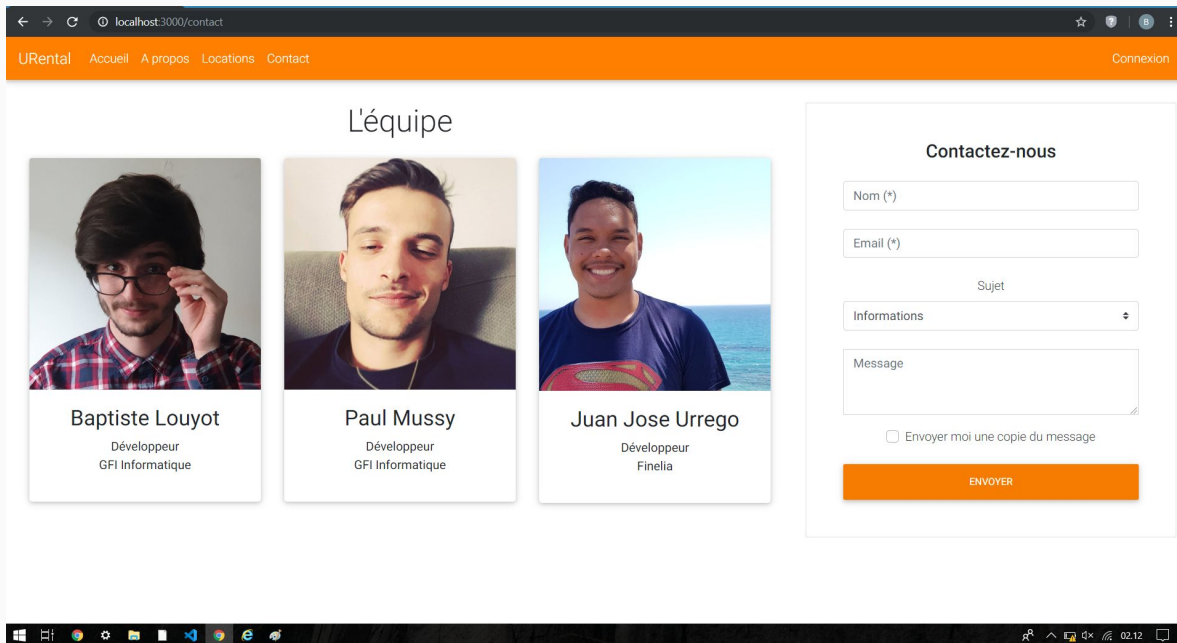 localhost:3000/contact
B
URental Accueil A propos Locations Contact Connexion
L'équipe
Baptiste Louyot
Développeur
GFI Informatique
Paul Mussy
Développeur
GFI Informatique
Juan Jose Urrego
Développeur
Finelia
Contactez-nous
Nom (*)
Email (*)
Sujet
Informations
Message
Envoyer moi une copie du message
ENVOYER
02.12